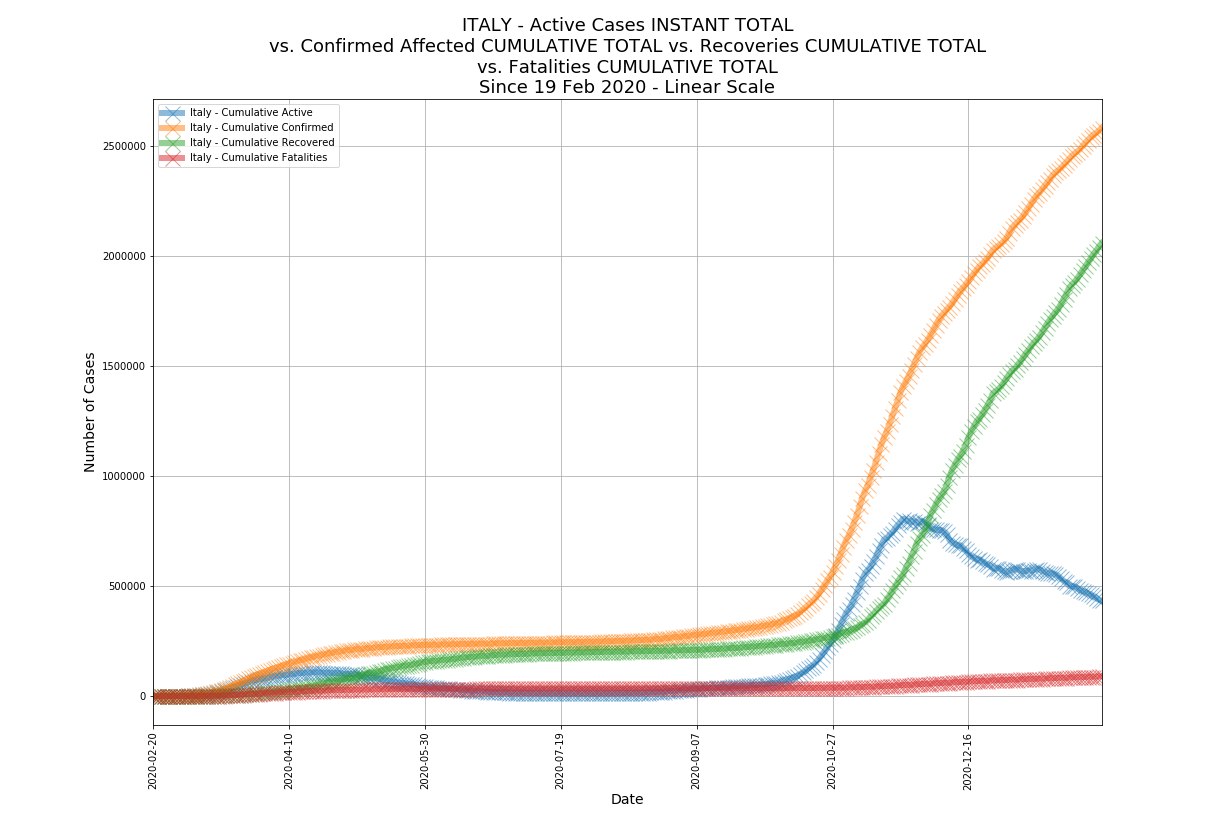 ITALY - Active Cases INSTANT TOTAL
vs. Confirmed Affected CUMULATIVE TOTAL vs. Recoveries CUMULATIVE TOTAL
vs. Fatalities CUMULATIVE TOTAL
Since 19 Feb 2020 - Linear Scale
Italy - Cumulative Active
Italy - Cumulative Confirmed
Italy - Cumulative Recovered
Italy - Cumulative Fatalities
Number of Cases
2500000
2000000
1500000
1000000
500000
0
2020-02-20
2020-04-10
2020-05-30
2020-07-19
2020-09-07
2020-10-27
2020-12-16
Date